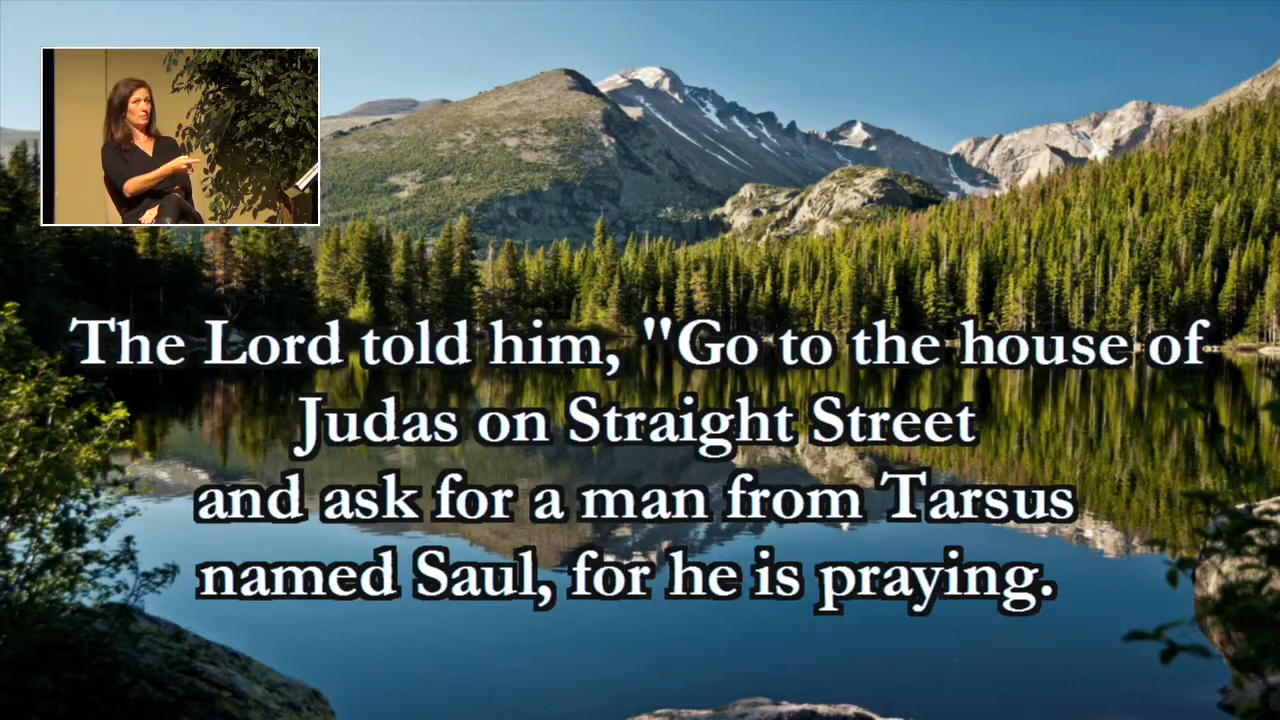 The Lord told him, "Go to the house of
Judas on Straight Street
and ask for a man from Tarsus
named Saul, for he is praying.